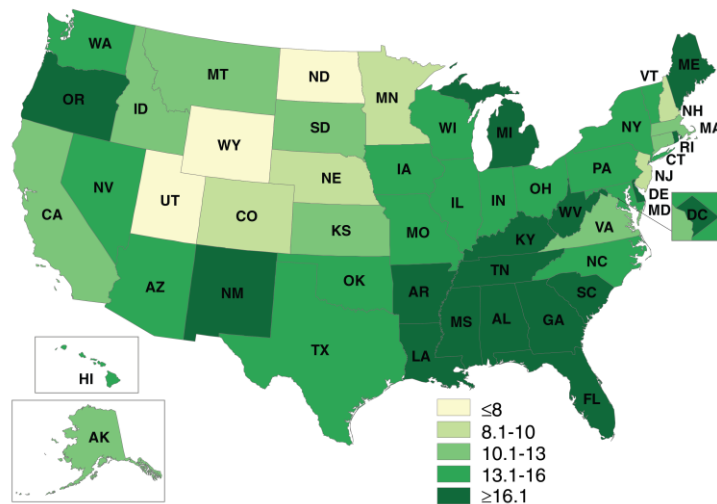 WA
MT
ND
MN
VT
ME
OR
ID
SD
WI
MI
NY
NH
MA
RI
CT
WY
IA
PA
NJ
NV
NE
OH
DE
UT
CO
IL
IN
WV
MD
DC
CA
KS
MO
KY
VA
AZ
NM
OK
AR
TN
NC
SC
TX
MS
AL
GA
LA
FL
HI
AK
≤8
8.1-10
10.1-13
13.1-16
≥16.1